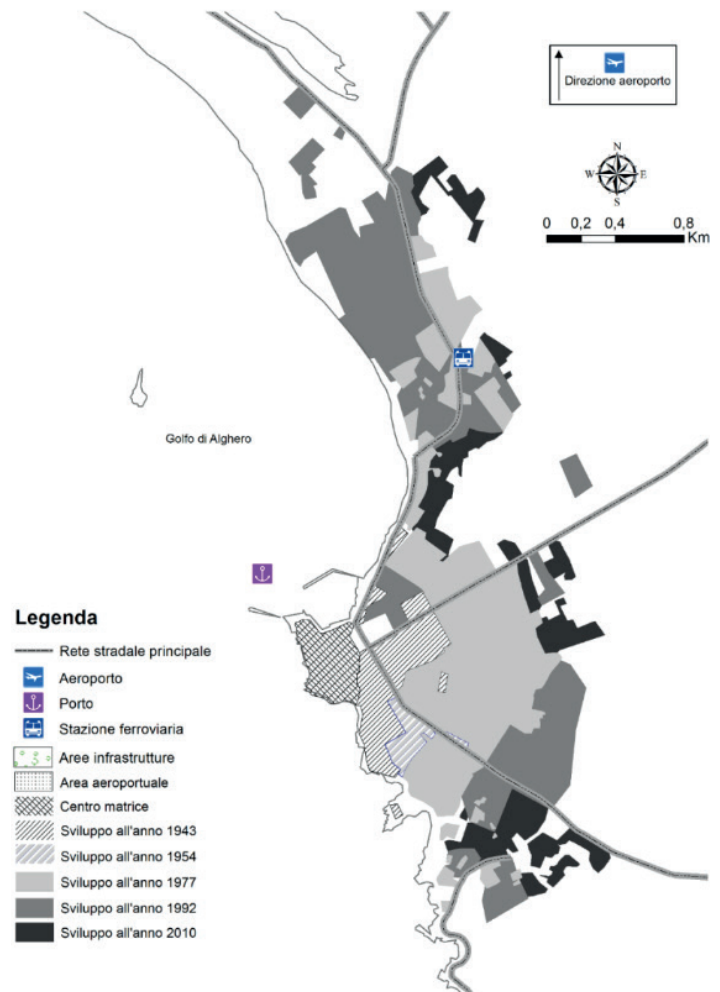 Direzione aeroporto
N
W E
S
0 0,2 0,4 0,8
Km
Golfo di Alghero
Legenda
Rete stradale principale
Aeroporto
Porto
Stazione ferroviaria
Aree infrastrutture
Area aeroportuale
Centro matrice
Sviluppo all'anno 1943
Sviluppo all'anno 1954
Sviluppo all'anno 1977
Sviluppo all'anno 1992
Sviluppo all'anno 2010